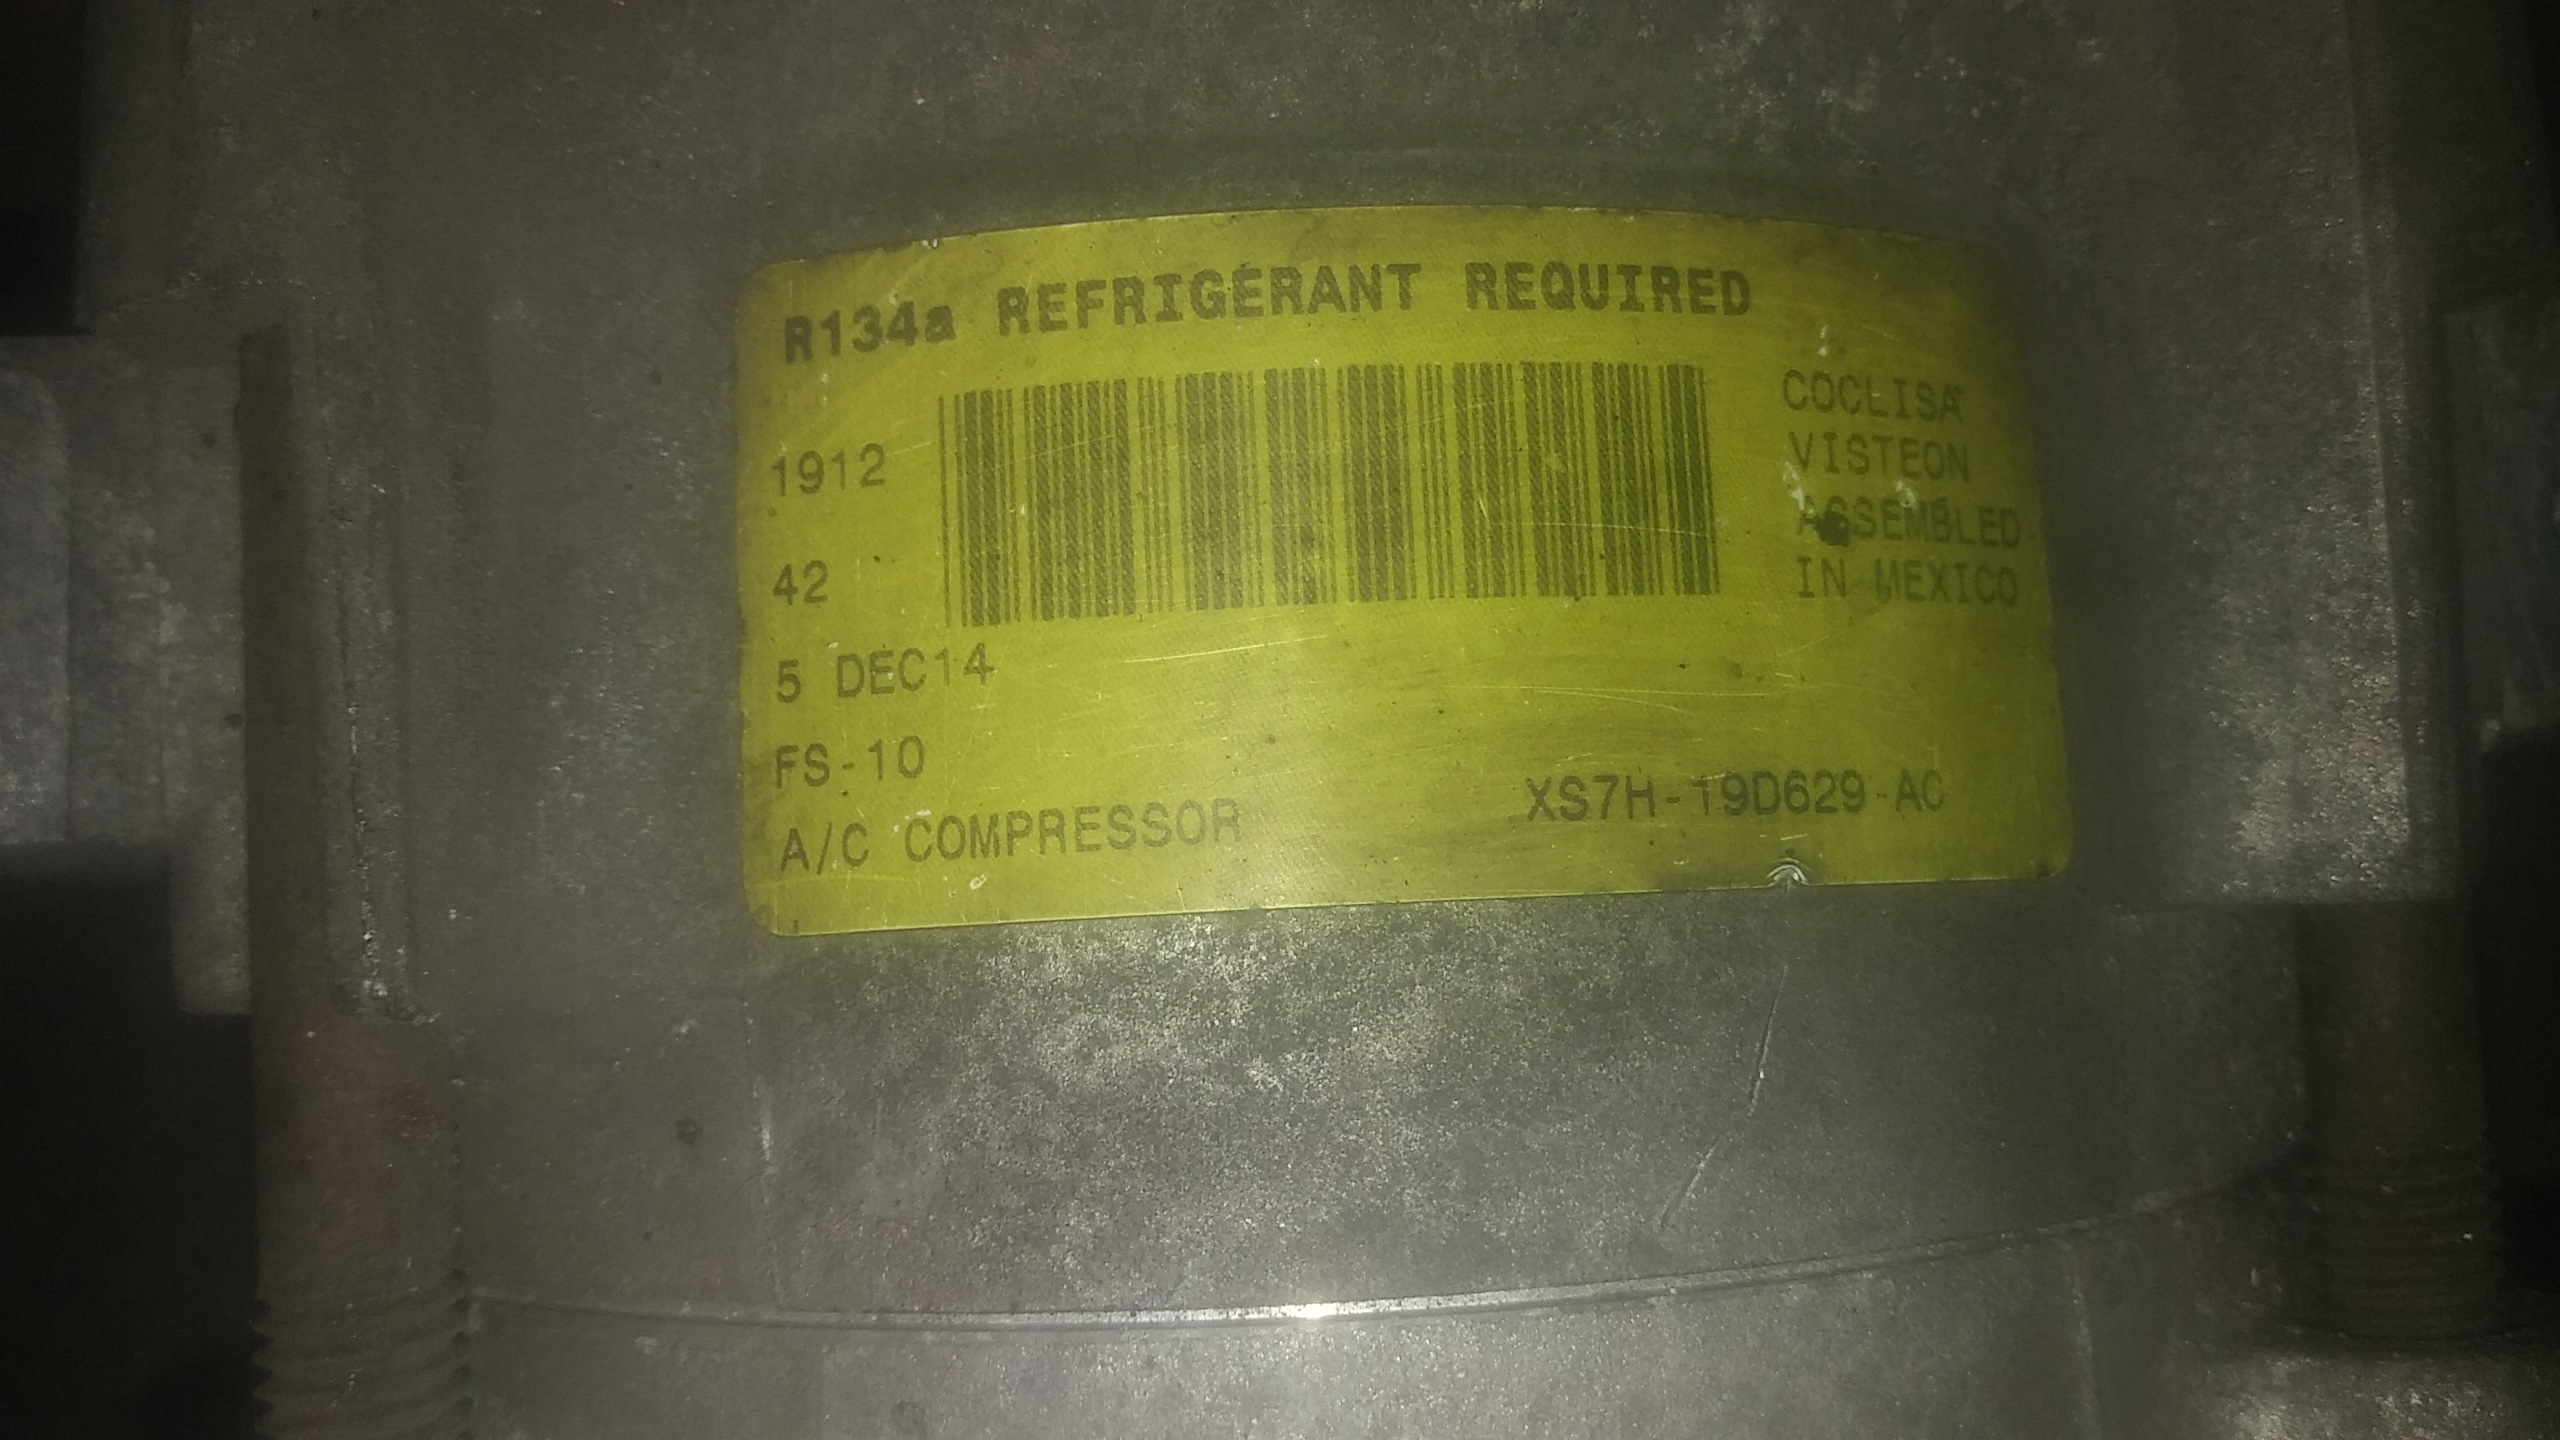 R134a REFRIGERANT REQUIRED
1912
42
5 DEC14
FS-10
A/C COMPRESSOR
COCLISA
VISTEON
ASSEMBLED
IN MEXICO
XS7H-19D629-AC